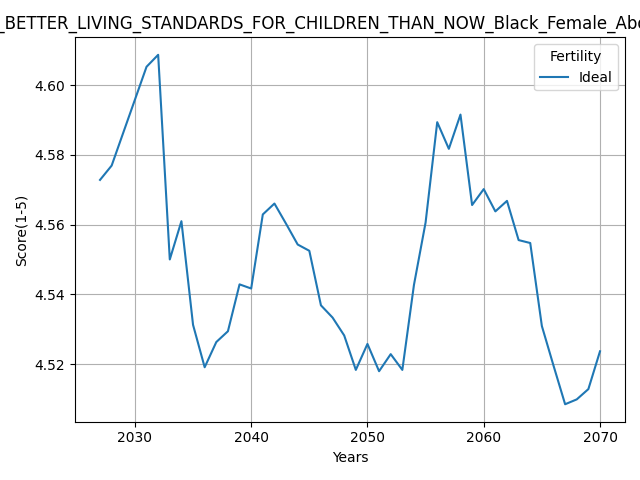 _BETTER_LIVING_STANDARDS_FOR_CHILDREN_THAN_NOW_Black_Female_Abo
Fertility
Ideal
4.60
4.58
4.56
4.54
4.52
Score(1-5)
2030 2040 2050 2060 2070
Years